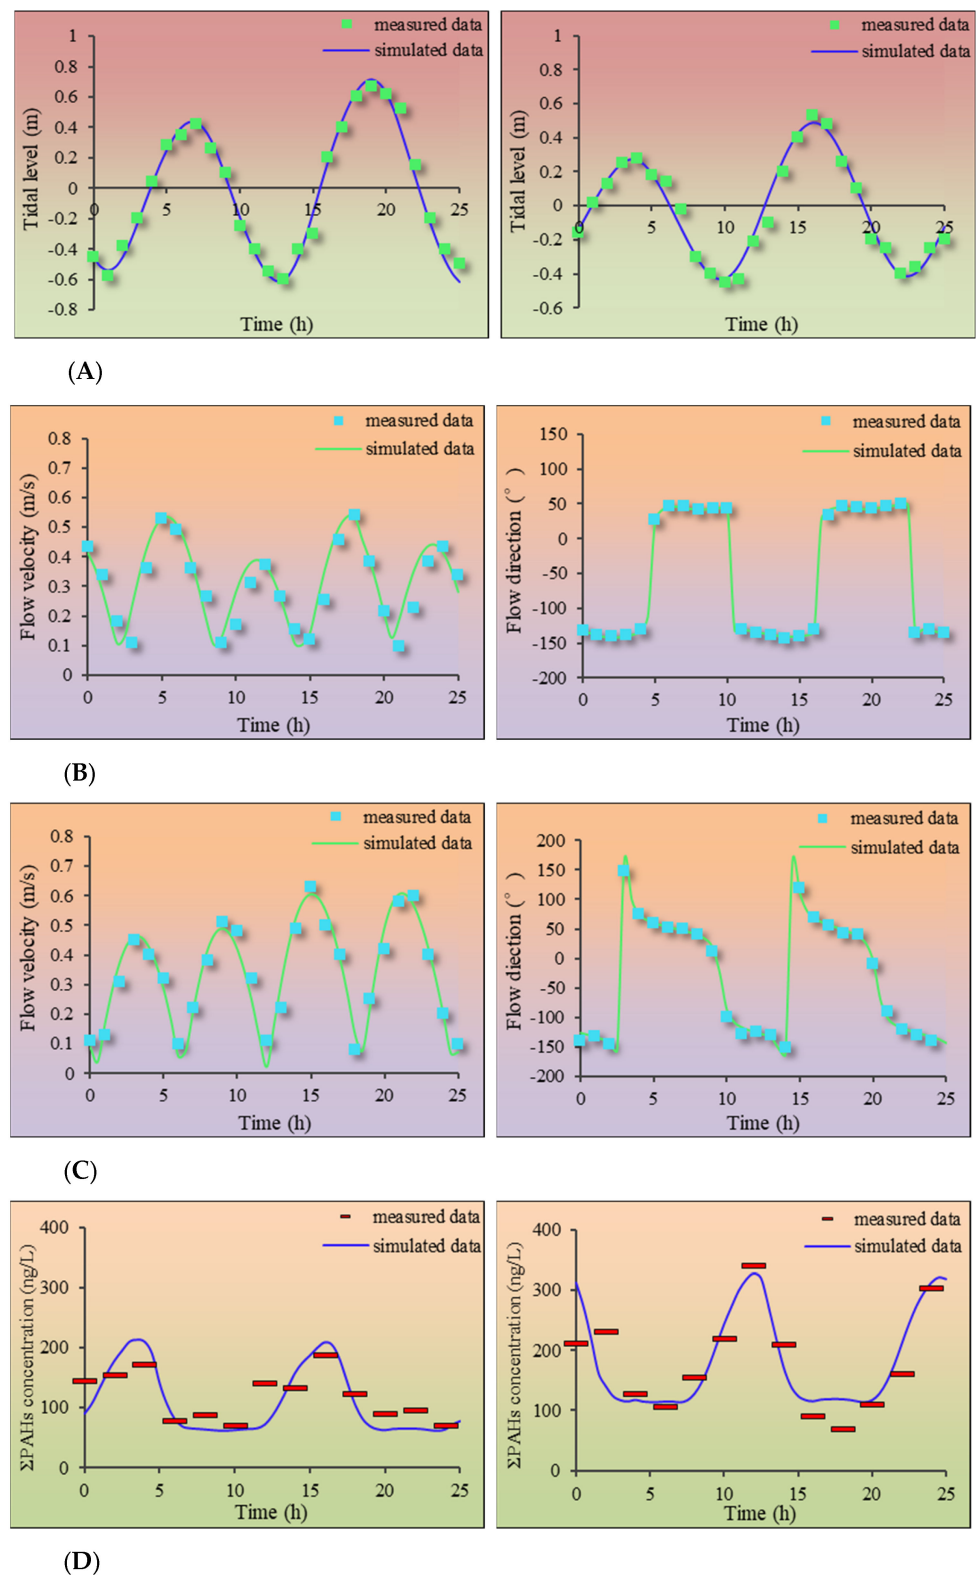 measured data
simulated data
Tidal level (m)
1
0.8
0.6
0.4
0.2
0
-0.2
-0.4
-0.6
-0.8
0 5 10 15 20 25
Time (h)
measured data
simulated data
Tidal level (m)
1
0.8
0.6
0.4
0.2
0
-0.2
-0.4
-0.6
0 5 10 15 20 25
Time (h)
(A)
measured data
simulated data
Flow velocity (m/s)
0.8
0.7
0.6
0.5
0.4
0.3
0.2
0.1
0
0 5 10 15 20 25
Time (h)
measured data
simulated data
Flow direction (°)
150
100
50
0
-50
-100
-150
-200
0 5 10 15 20 25
Time (h)
(B)
measured data
simulated data
Flow velocity (m/s)
0.8
0.7
0.6
0.5
0.4
0.3
0.2
0.1
0
0 5 10 15 20 25
Time (h)
measured data
simulated data
Flow diection (°)
200
150
100
50
0
-50
-100
-150
-200
0 5 10 15 20 25
Time (h)
(C)
measured data
simulated data
ΣPAHs concentration (ng/L)
400
300
200
100
0
0 5 10 15 20 25
Time (h)
measured data
simulated data
ΣPAHs concentration (ng/L)
400
300
200
100
0
0 5 10 15 20 25
Time (h)
(D)